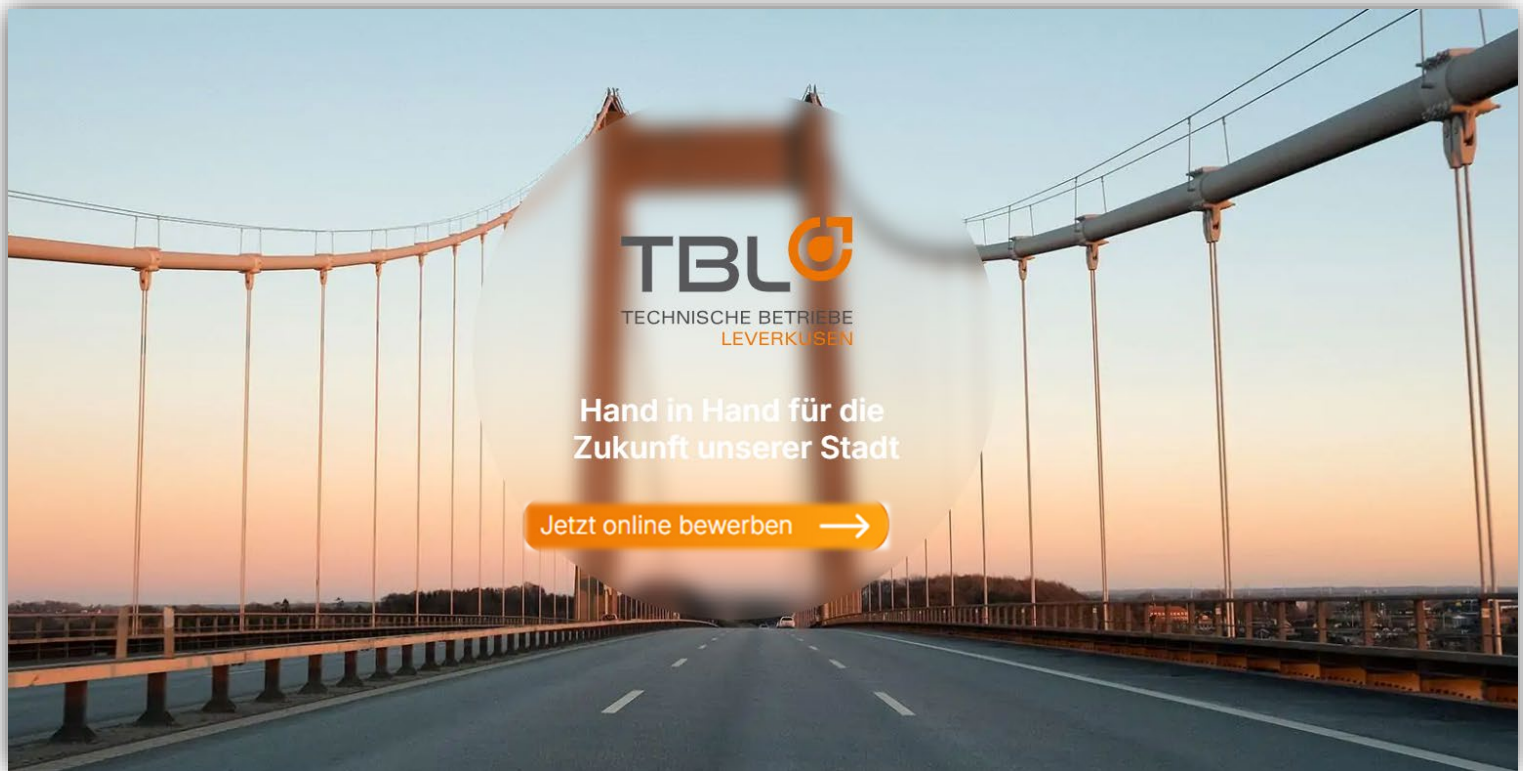 TBL
TECHNISCHE BETRIEBE
LEVERKUSEN
Hand in Hand für die
Zukunft unserer Stadt
Jetzt online bewerben